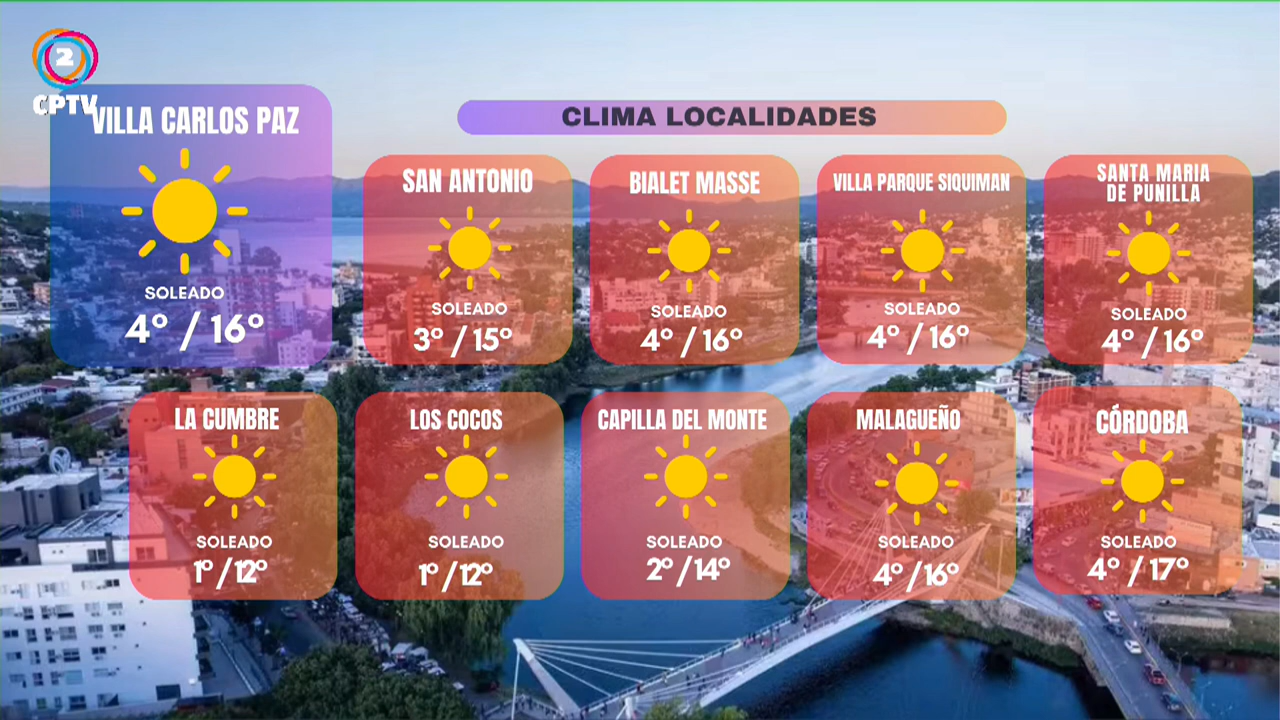 2
CPTV
VILLA CARLOS PAZ
SOLEADO
4° / 16°
CLIMA LOCALIDADES
SAN ANTONIO
SOLEADO
3° / 15°
BIALET MASSE
SOLEADO
4° / 16°
VILLA PARQUE SIQUIMAN
SOLEADO
4° / 16°
SANTA MARIA
DE PUNILLA
SOLEADO
4° / 16°
LA CUMBRE
SOLEADO
1° / 12°
LOS COCOS
SOLEADO
1° / 12°
CAPILLA DEL MONTE
SOLEADO
2° / 14°
MALAGUEÑO
SOLEADO
4° / 16°
CÓRDOBA
SOLEADO
4° / 17°